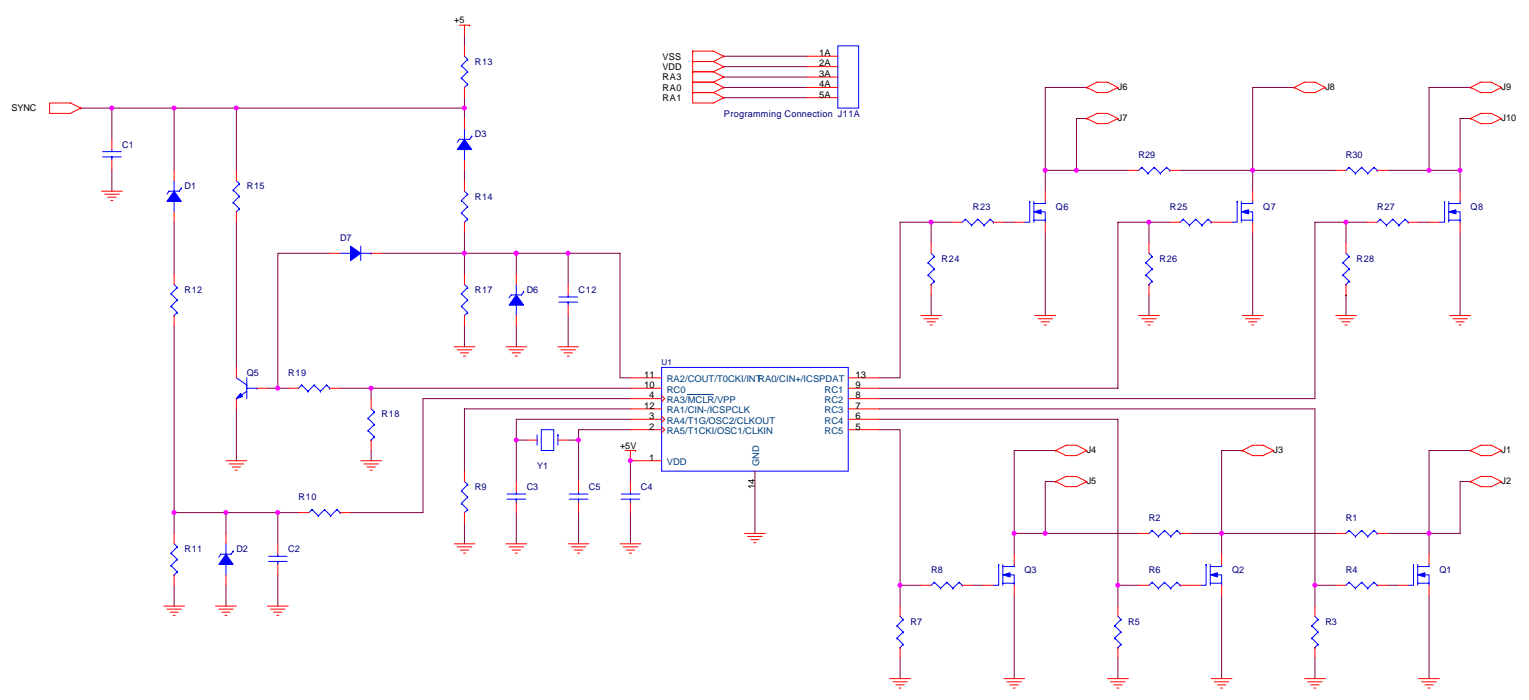 +5
R13
VSS
VDD
RA3
RA0
RA1
1A
2A
3A
4A
5A
Programming Connection J11A
SYNC
C1
D3
D1
R15
R14
D7
R12
R17
D6
C12
J6
J7
J8
J9
J10
R29
R30
R23
Q6
R25
Q7
R27
Q8
R24
R26
R28
U1
Q5
R19
R18
11 RA2/COUT/T0CKI/INT
10 RC0
4 RA3/MCLR/VPP
12 RA1/CIN-/ICSPCLK
3 RA4/T1G/OSC2/CLKOUT
2 RA5/T1CKI/OSC1/CLKIN
1 VDD
RA0/CIN+/ICSPDAT 13
RC1 9
RC2 8
RC3 7
RC4 6
RC5 5
GND
14
+5V
Y1
R9
C3
C5
C4
R10
R11
D2
C2
J4
J5
J3
J1
J2
R2
R1
R8
Q3
R6
Q2
R4
Q1
R7
R5
R3